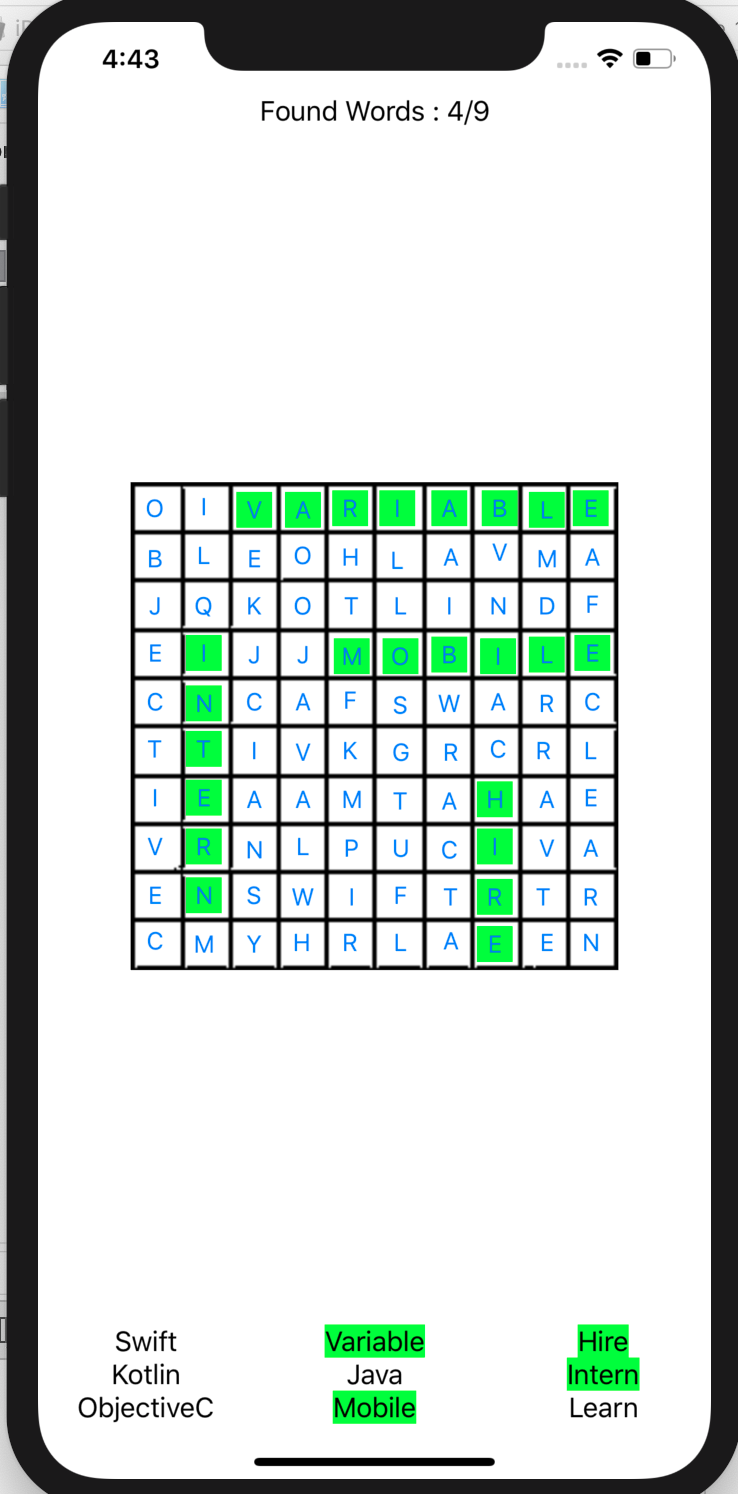 4:43
Found Words : 4/9
O I V A R I A B L E
B L E O H L A V M A
J Q K O T L I N D F
E I J J M O B I L E
C N C A F S W A R C
T T I V K G R C R L
I E A A M T A H A E
V R N L P U C I V A
E N S W I F T R T R
C M Y H R L A E E N
Swift Variable Hire
Kotlin Java Intern
ObjectiveC Mobile Learn